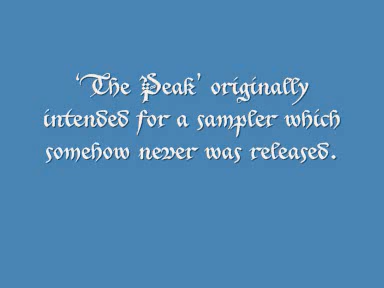 ‘The Peak’ originally
intended for a sampler which
somehow never was released.